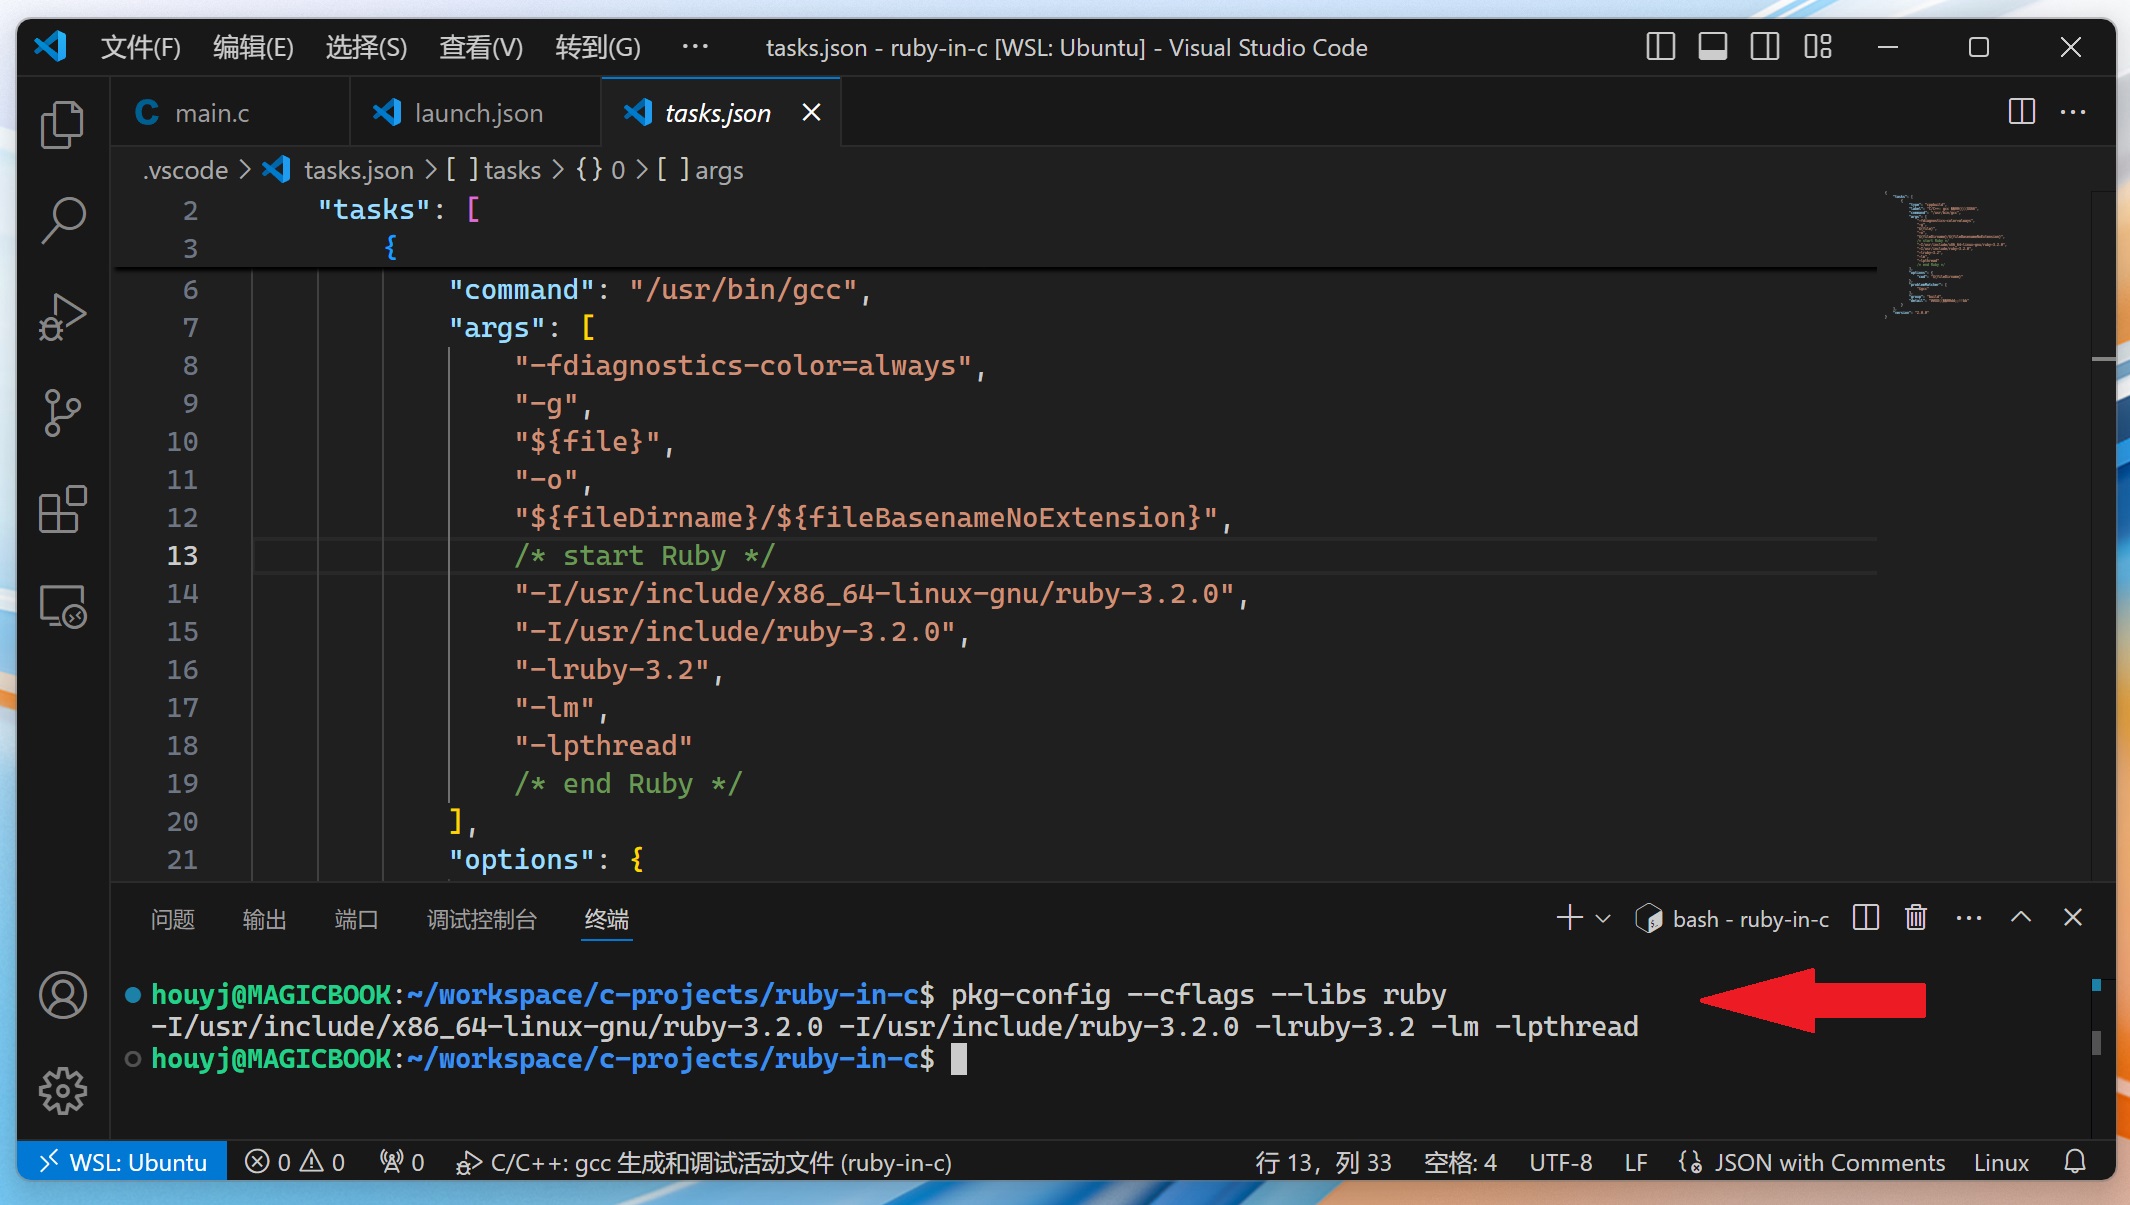 文件(F) 编辑(E) 选择(S) 查看(V) 转到(G) ··· tasks.json - ruby-in-c [WSL: Ubuntu] - Visual Studio Code
C main.c launch.json tasks.json
.vscode > tasks.json > [ ] tasks > {} 0 > [ ] args
2 "tasks": [
3 {
6 "command": "/usr/bin/gcc",
7 "args": [
8 "-fdiagnostics-color=always",
9 "-g",
10 "${file}",
11 "-o",
12 "${fileDirname}/${fileBasenameNoExtension}",
13 /* start Ruby */
14 "-I/usr/include/x86_64-linux-gnu/ruby-3.2.0",
15 "-I/usr/include/ruby-3.2.0",
16 "-lruby-3.2",
17 "-lm",
18 "-lpthread"
19 /* end Ruby */
20 ],
21 "options": {
问题 输出 端口 调试控制台 终端 bash - ruby-in-c
houyj@MAGICBOOK:~/workspace/c-projects/ruby-in-c$ pkg-config --cflags --libs ruby
-I/usr/include/x86_64-linux-gnu/ruby-3.2.0 -I/usr/include/ruby-3.2.0 -lruby-3.2 -lm -lpthread
houyj@MAGICBOOK:~/workspace/c-projects/ruby-in-c$
WSL: Ubuntu 0 0 0 C/C++: gcc 生成和调试活动文件 (ruby-in-c) 行 13，列 33 空格: 4 UTF-8 LF JSON with Comments Linux